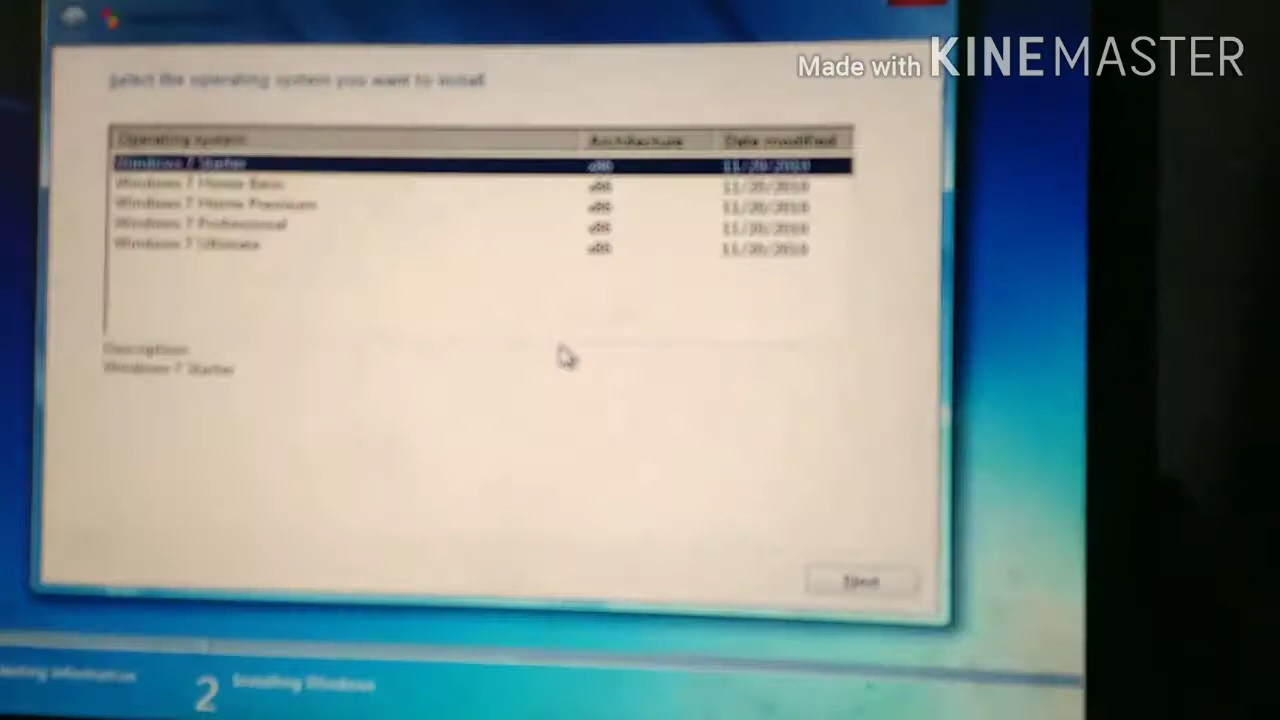 Made with KINEMASTER
Select the operating system you want to install
Operating system Architecture Date modified
Windows 7 Starter x86 11/20/2010
Windows 7 Home Basic x86 11/20/2010
Windows 7 Home Premium x86 11/20/2010
Windows 7 Professional x86 11/20/2010
Windows 7 Ultimate x86 11/20/2010
Description:
Windows 7 Starter
Next
information
2 Installing Windows